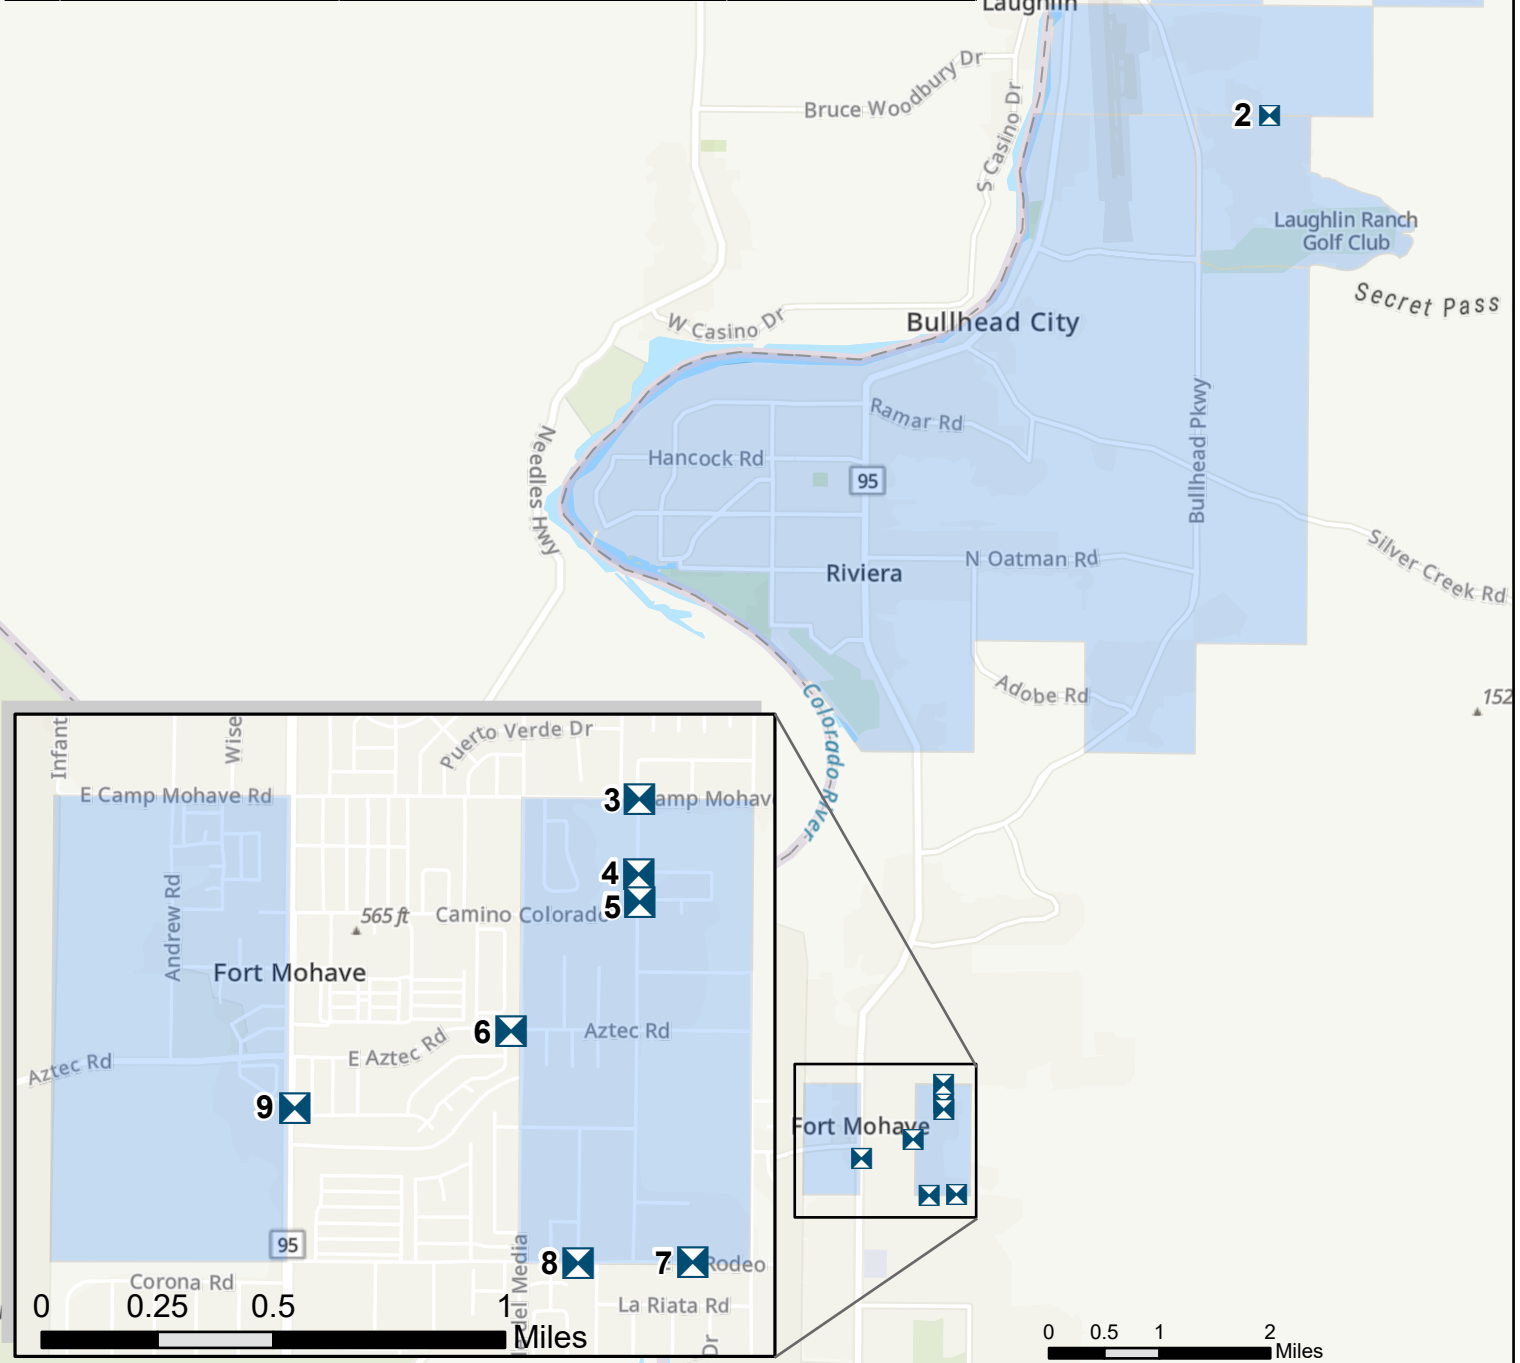 Laughlin
Bruce Woodbury Dr
S Casino Dr
2
Laughlin Ranch
Golf Club
Secret Pass
W Casino Dr
Bullhead City
Needles Hwy
Ramar Rd
Bullhead Pkwy
Hancock Rd
95
Silver Creek Rd
N Oatman Rd
Riviera
Adobe Rd
Colorado River
152
Infant
Wise
Puerto Verde Dr
E Camp Mohave Rd
3
amp Mohav
4
5
Andrew Rd
565 ft
Camino Colorado
Fort Mohave
6
Aztec Rd
E Aztec Rd
Aztec Rd
9
Fort Mohave
95
8
7
Rodeo
Corona Rd
del Media
La Riata Rd
Dr
0 0.25 0.5 1
Miles
0 0.5 1 2
Miles